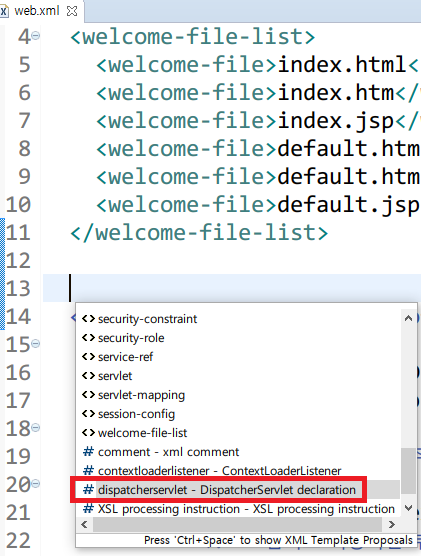 web.xml
4 <welcome-file-list>
5 <welcome-file>index.html<
6 <welcome-file>index.htm</
7 <welcome-file>index.jsp</
8 <welcome-file>default.htm
9 <welcome-file>default.htm
10 <welcome-file>default.jsp
11 </welcome-file-list>
12
13
14 <
<> security-constraint
15 <> security-role
<> service-ref
16 <> servlet
17 <> servlet-mapping
<> session-config
18 <> welcome-file-list
19 # comment - xml comment
# contextloaderlistener - ContextLoaderListener
20 # dispatcherservlet - DispatcherServlet declaration
21 # XSL processing instruction - XSL processing instruction
22 Press 'Ctrl+Space' to show XML Template Proposals